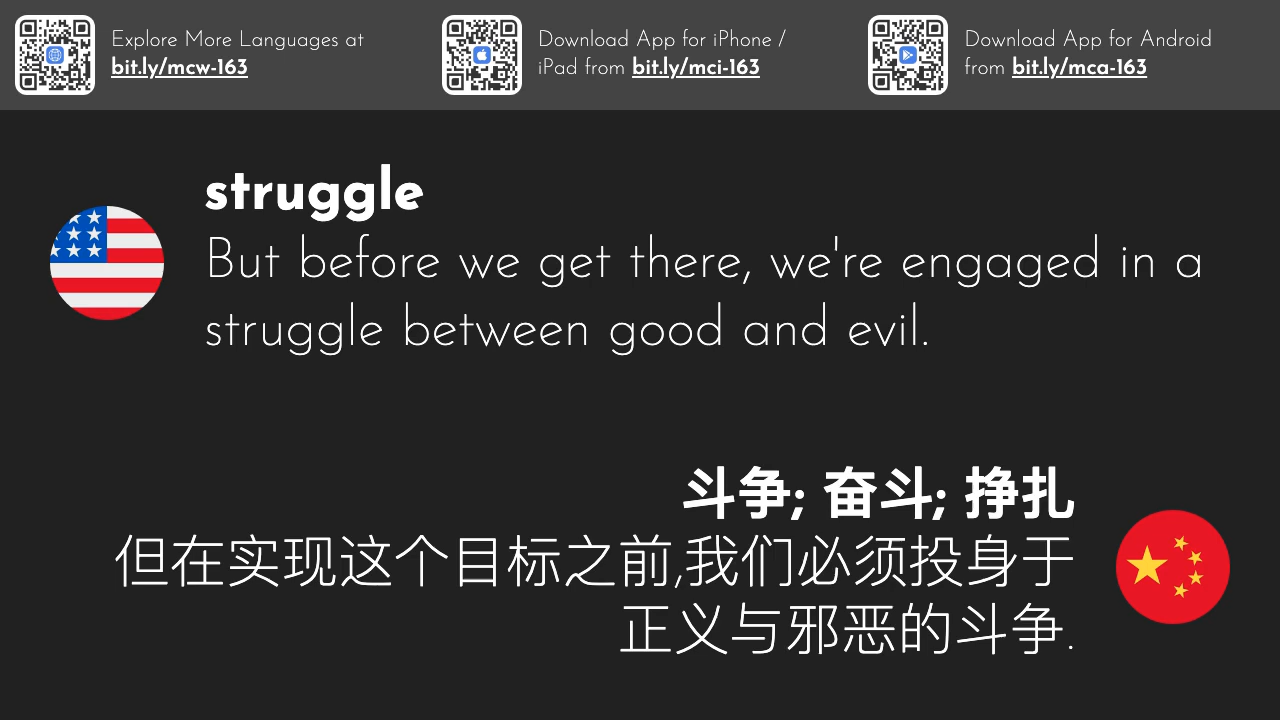 Explore More Languages at
bit.ly/mcw-163
Download App for iPhone /
iPad from bit.ly/mci-163
Download App for Android
from bit.ly/mca-163
struggle
But before we get there, we're engaged in a
struggle between good and evil.
斗争; 奋斗; 挣扎
但在实现这个目标之前,我们必须投身于
正义与邪恶的斗争.